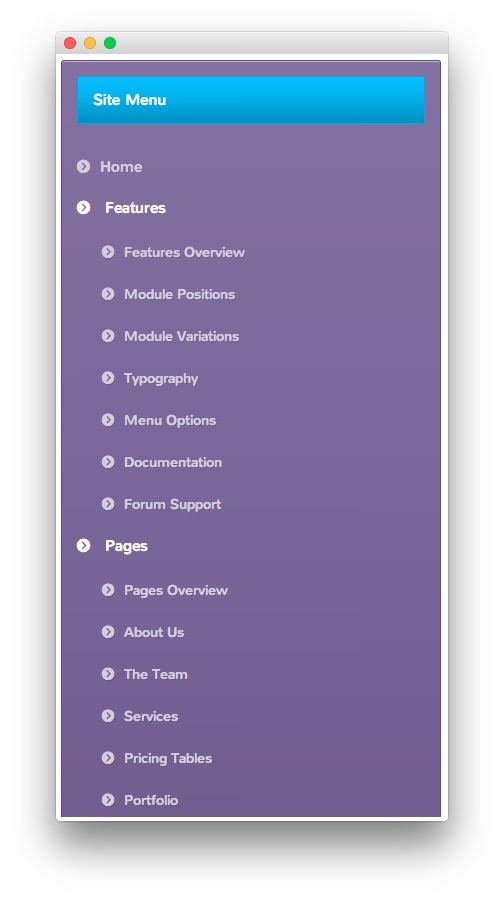 Site Menu
Home
Features
Features Overview
Module Positions
Module Variations
Typography
Menu Options
Documentation
Forum Support
Pages
Pages Overview
About Us
The Team
Services
Pricing Tables
Portfolio